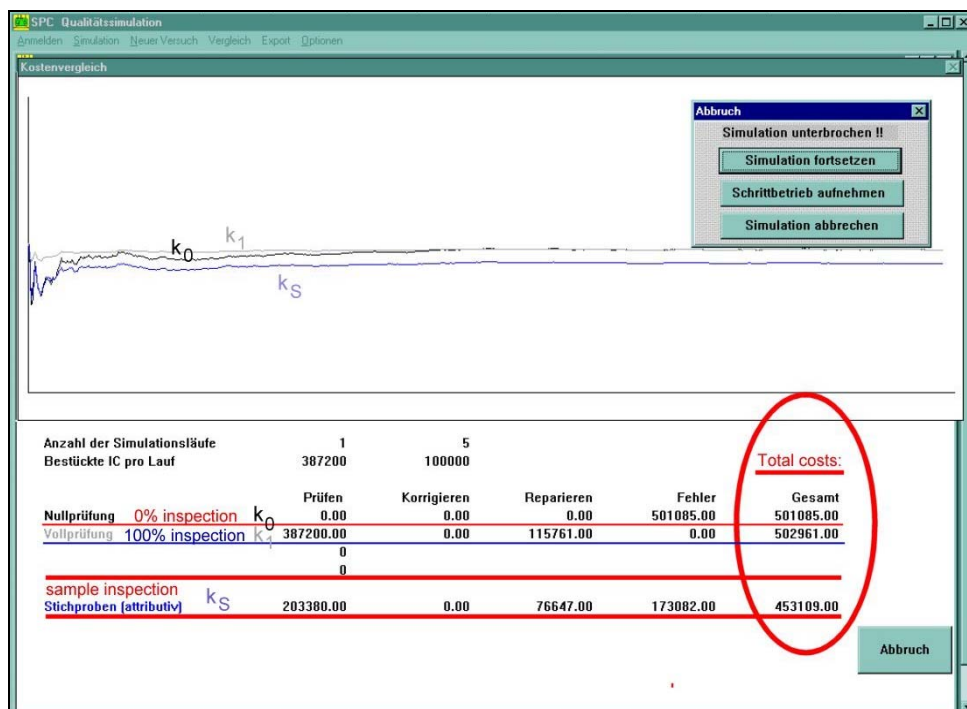 SPC Qualitätssimulation
Anmelden Simulation Neuer Versuch Vergleich Export Optionen
Kostenvergleich
Abbruch
Simulation unterbrochen !!
Simulation fortsetzen
Schrittbetrieb aufnehmen
Simulation abbrechen
k0 k1
kS
Anzahl der Simulationsläufe 1 5
Bestückte IC pro Lauf 387200 100000
Total costs:
Prüfen Korrigieren Reparieren Fehler Gesamt
Nullprüfung 0% inspection k0 0.00 0.00 0.00 501085.00 501085.00
Vollprüfung 100% inspection k1 387200.00 0.00 115761.00 0.00 502961.00
0
0
sample inspection
Stichproben (attributiv) kS 203380.00 0.00 76647.00 173082.00 453109.00
Abbruch